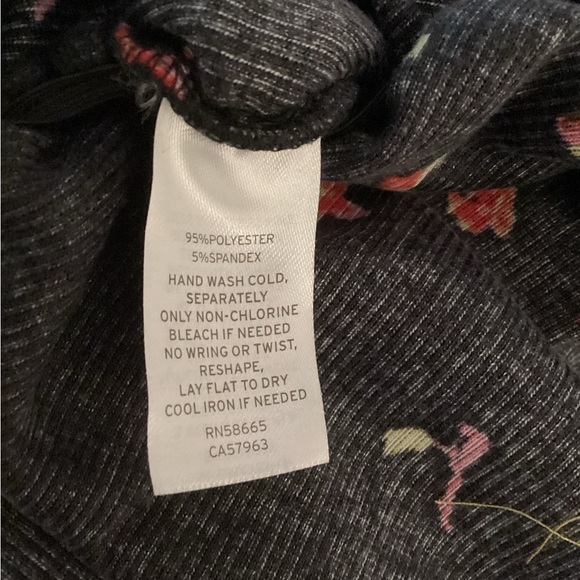 95%POLYESTER
5%SPANDEX
HAND WASH COLD,
SEPARATELY
ONLY NON-CHLORINE
BLEACH IF NEEDED
NO WRING OR TWIST,
RESHAPE,
LAY FLAT TO DRY
COOL IRON IF NEEDED
RN58665
CA57963